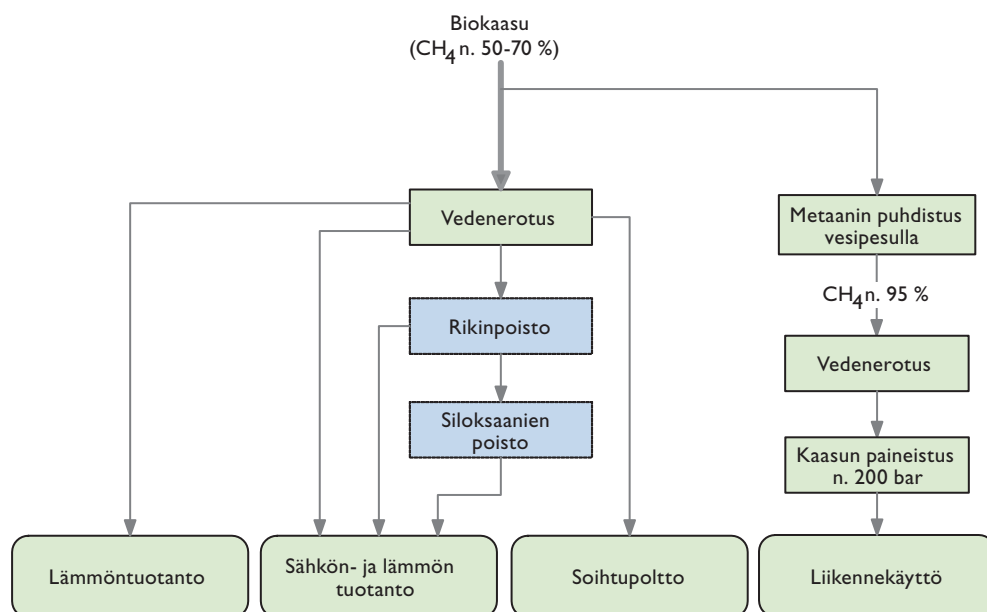 Biokaasu
(CH4 n. 50-70 %)
Vedenerotus
Metaanin puhdistus
vesipesulla
CH4 n. 95 %
Rikinpoisto
Vedenerotus
Siloksaanien
poisto
Kaasun paineistus
n. 200 bar
Lämmöntuotanto
Sähkön- ja lämmön
tuotanto
Soihtupoltto
Liikennekäyttö